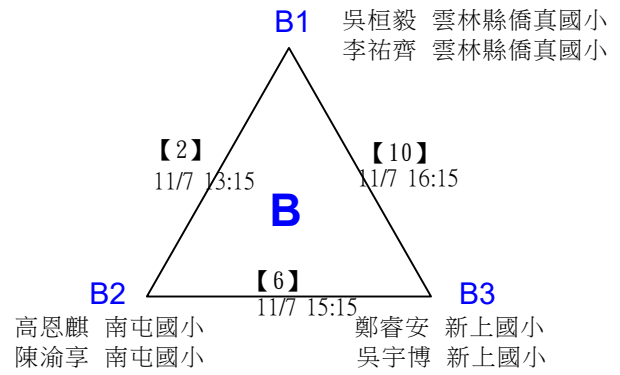 B1
吳桓毅 雲林縣僑真國小
李祐齊 雲林縣僑真國小
【2】
11/7 13:15
【10】
11/7 16:15
B
【6】
11/7 15:15
B2
高恩麒 南屯國小
陳渝享 南屯國小
B3
鄭睿安 新上國小
吳宇博 新上國小